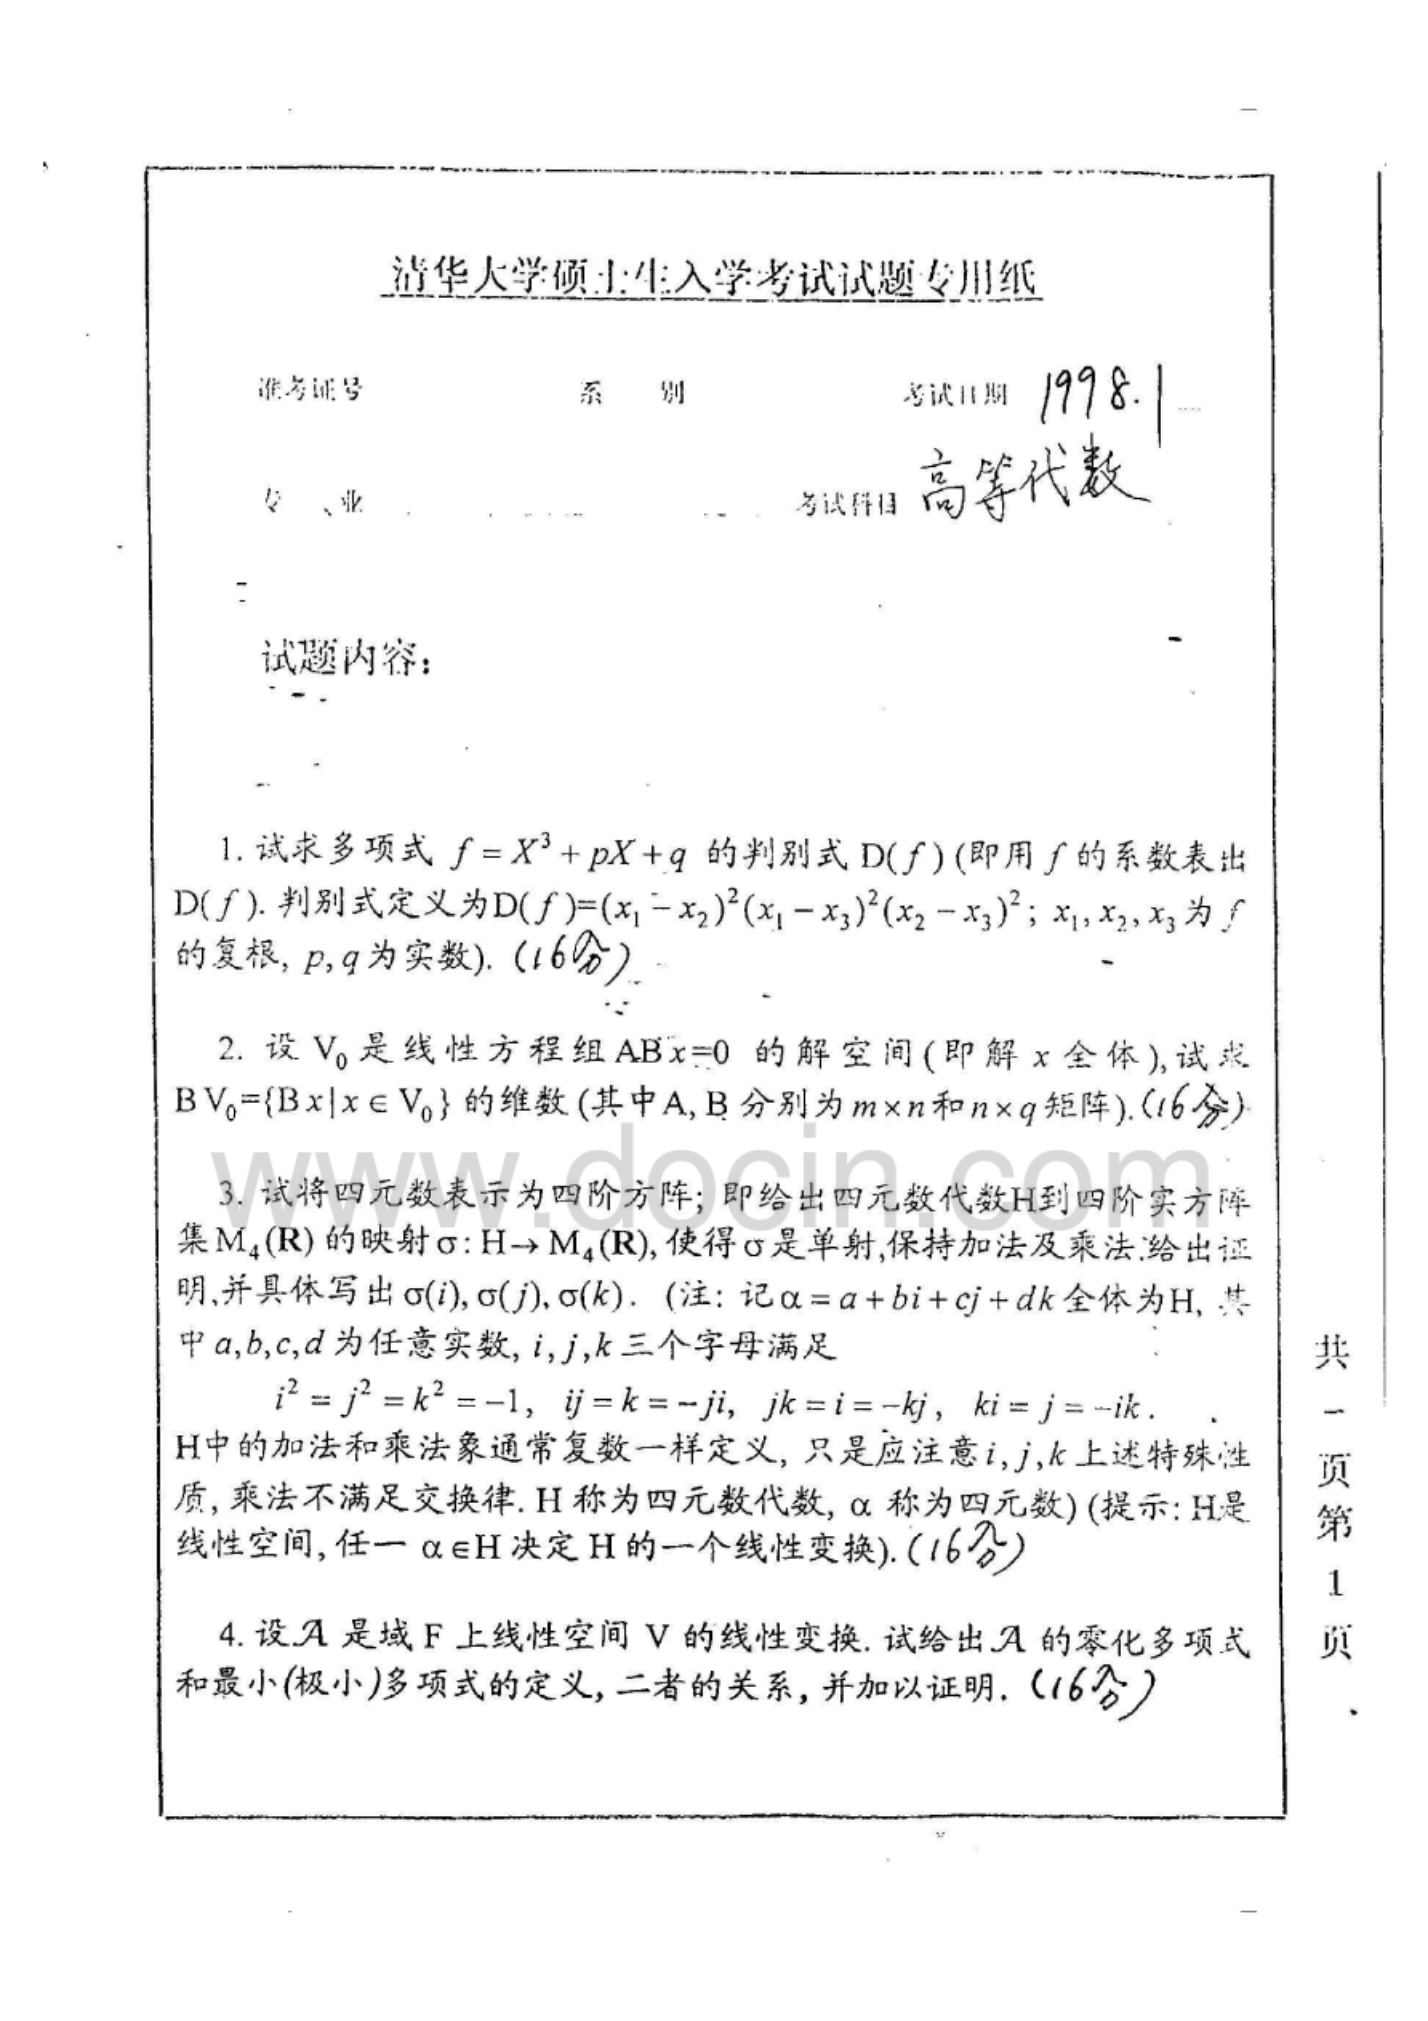 清华大学硕士生入学考试试题专用纸
准考证号 系 别 考试日期 1998.1
专 业 考试科目 高等代数
试题内容:
1. 试求多项式 f = X³ + pX + q 的判别式 D(f) (即用 f 的系数表出
D(f). 判别式定义为D(f)=(x₁ − x₂)²(x₁ − x₃)²(x₂ − x₃)²; x₁, x₂, x₃ 为 f
的复根, p, q 为实数). (16分)
2. 设 V₀ 是线性方程组 ABx=0 的解空间(即解 x 全体),试求
BV₀={Bx|x∈V₀} 的维数 (其中A, B 分别为 m×n 和 n×q 矩阵).(16分)
www.docin.com
3. 试将四元数表示为四阶方阵; 即给出四元数代数H到四阶实方阵
集 M₄(R) 的映射 σ: H→M₄(R), 使得 σ 是单射,保持加法及乘法.给出证
明,并具体写出 σ(i), σ(j), σ(k). (注: 记 α = a + bi + cj + dk 全体为H, 其
中 a,b,c,d 为任意实数, i, j, k 三个字母满足
i² = j² = k² = −1, ij = k = −ji, jk = i = −kj, ki = j = −ik.
H中的加法和乘法象通常复数一样定义, 只是应注意 i, j, k 上述特殊性
质, 乘法不满足交换律. H 称为四元数代数, α 称为四元数) (提示: H是
线性空间, 任一 α∈H 决定 H 的一个线性变换). (16分)
4. 设 𝒜 是域 F 上线性空间 V 的线性变换. 试给出 𝒜 的零化多项式
和最小(极小)多项式的定义, 二者的关系, 并加以证明. (16分)
共一页第1页